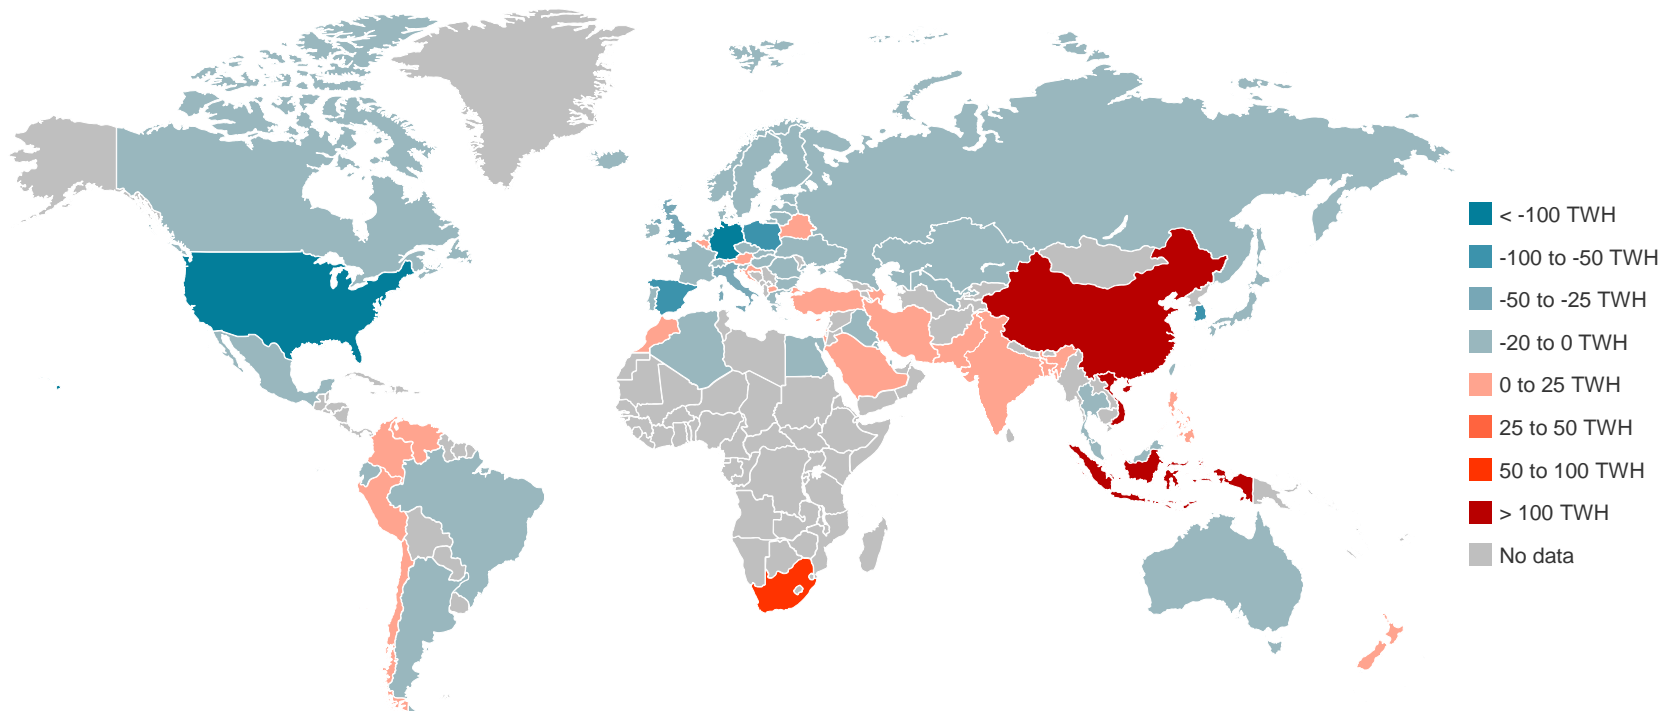 < -100 TWH
-100 to -50 TWH
-50 to -25 TWH
-20 to 0 TWH
0 to 25 TWH
25 to 50 TWH
50 to 100 TWH
> 100 TWH
No data